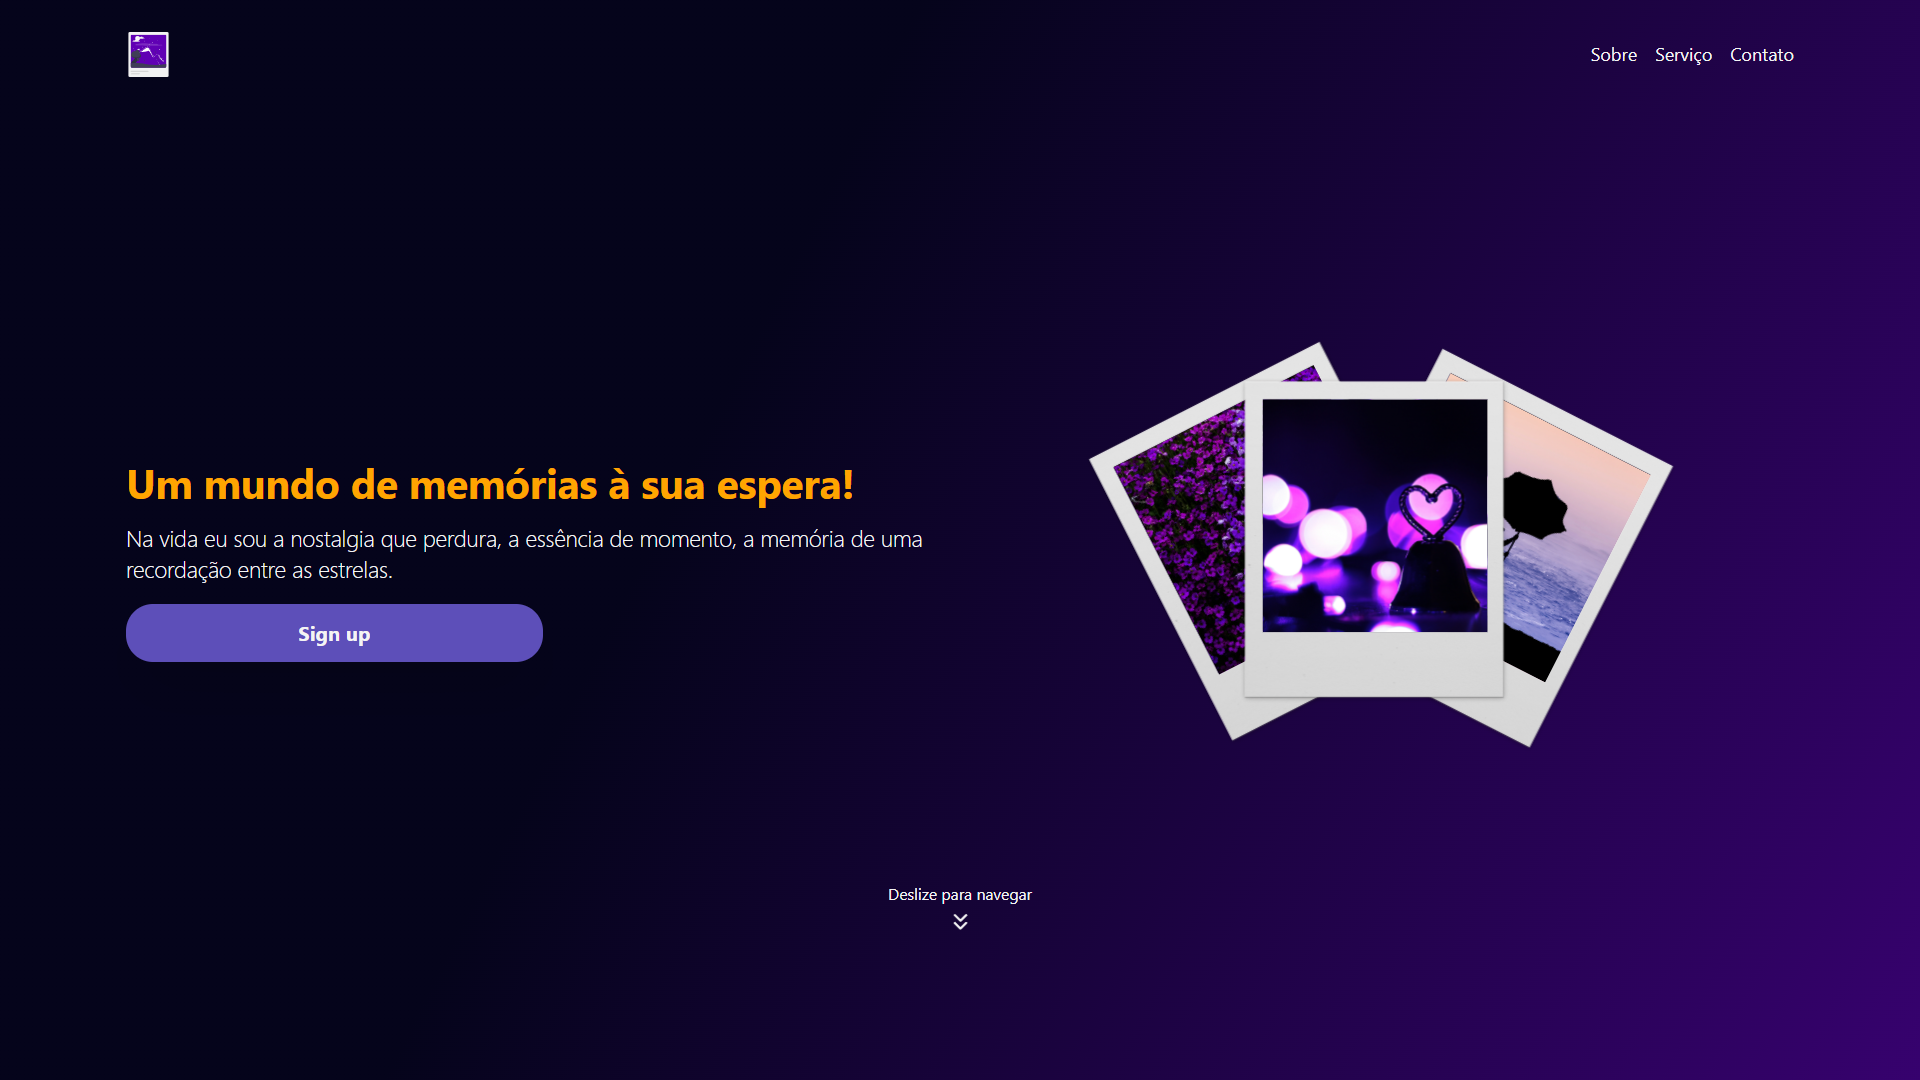 Sobre Serviço Contato
Um mundo de memórias à sua espera!
Na vida eu sou a nostalgia que perdura, a essência de momento, a memória de uma
recordação entre as estrelas.
Sign up
Deslize para navegar